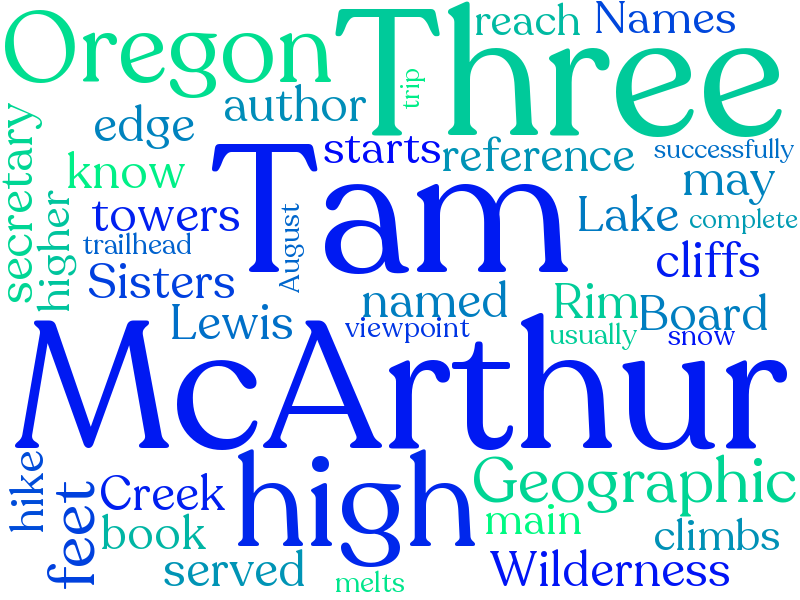 Oregon
Three
reach
Names
trip
author
edge
starts
reference
successfully
secretary
know
may
higher
towers
Tam
Lake
complete
trailhead
August
cliffs
Sisters
named
Rim
Board
Lewis
viewpoint
usually
snow
McArthur
hike
feet
Creek
high
Geographic
book
main
climbs
served
Wilderness
melts